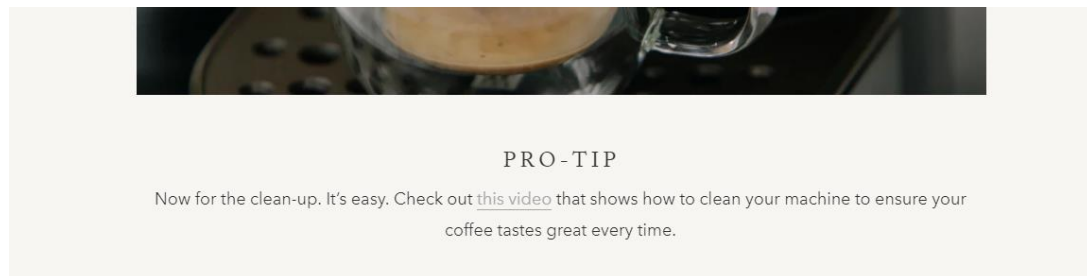 PRO-TIP
Now for the clean-up. It’s easy. Check out this video that shows how to clean your machine to ensure your
coffee tastes great every time.